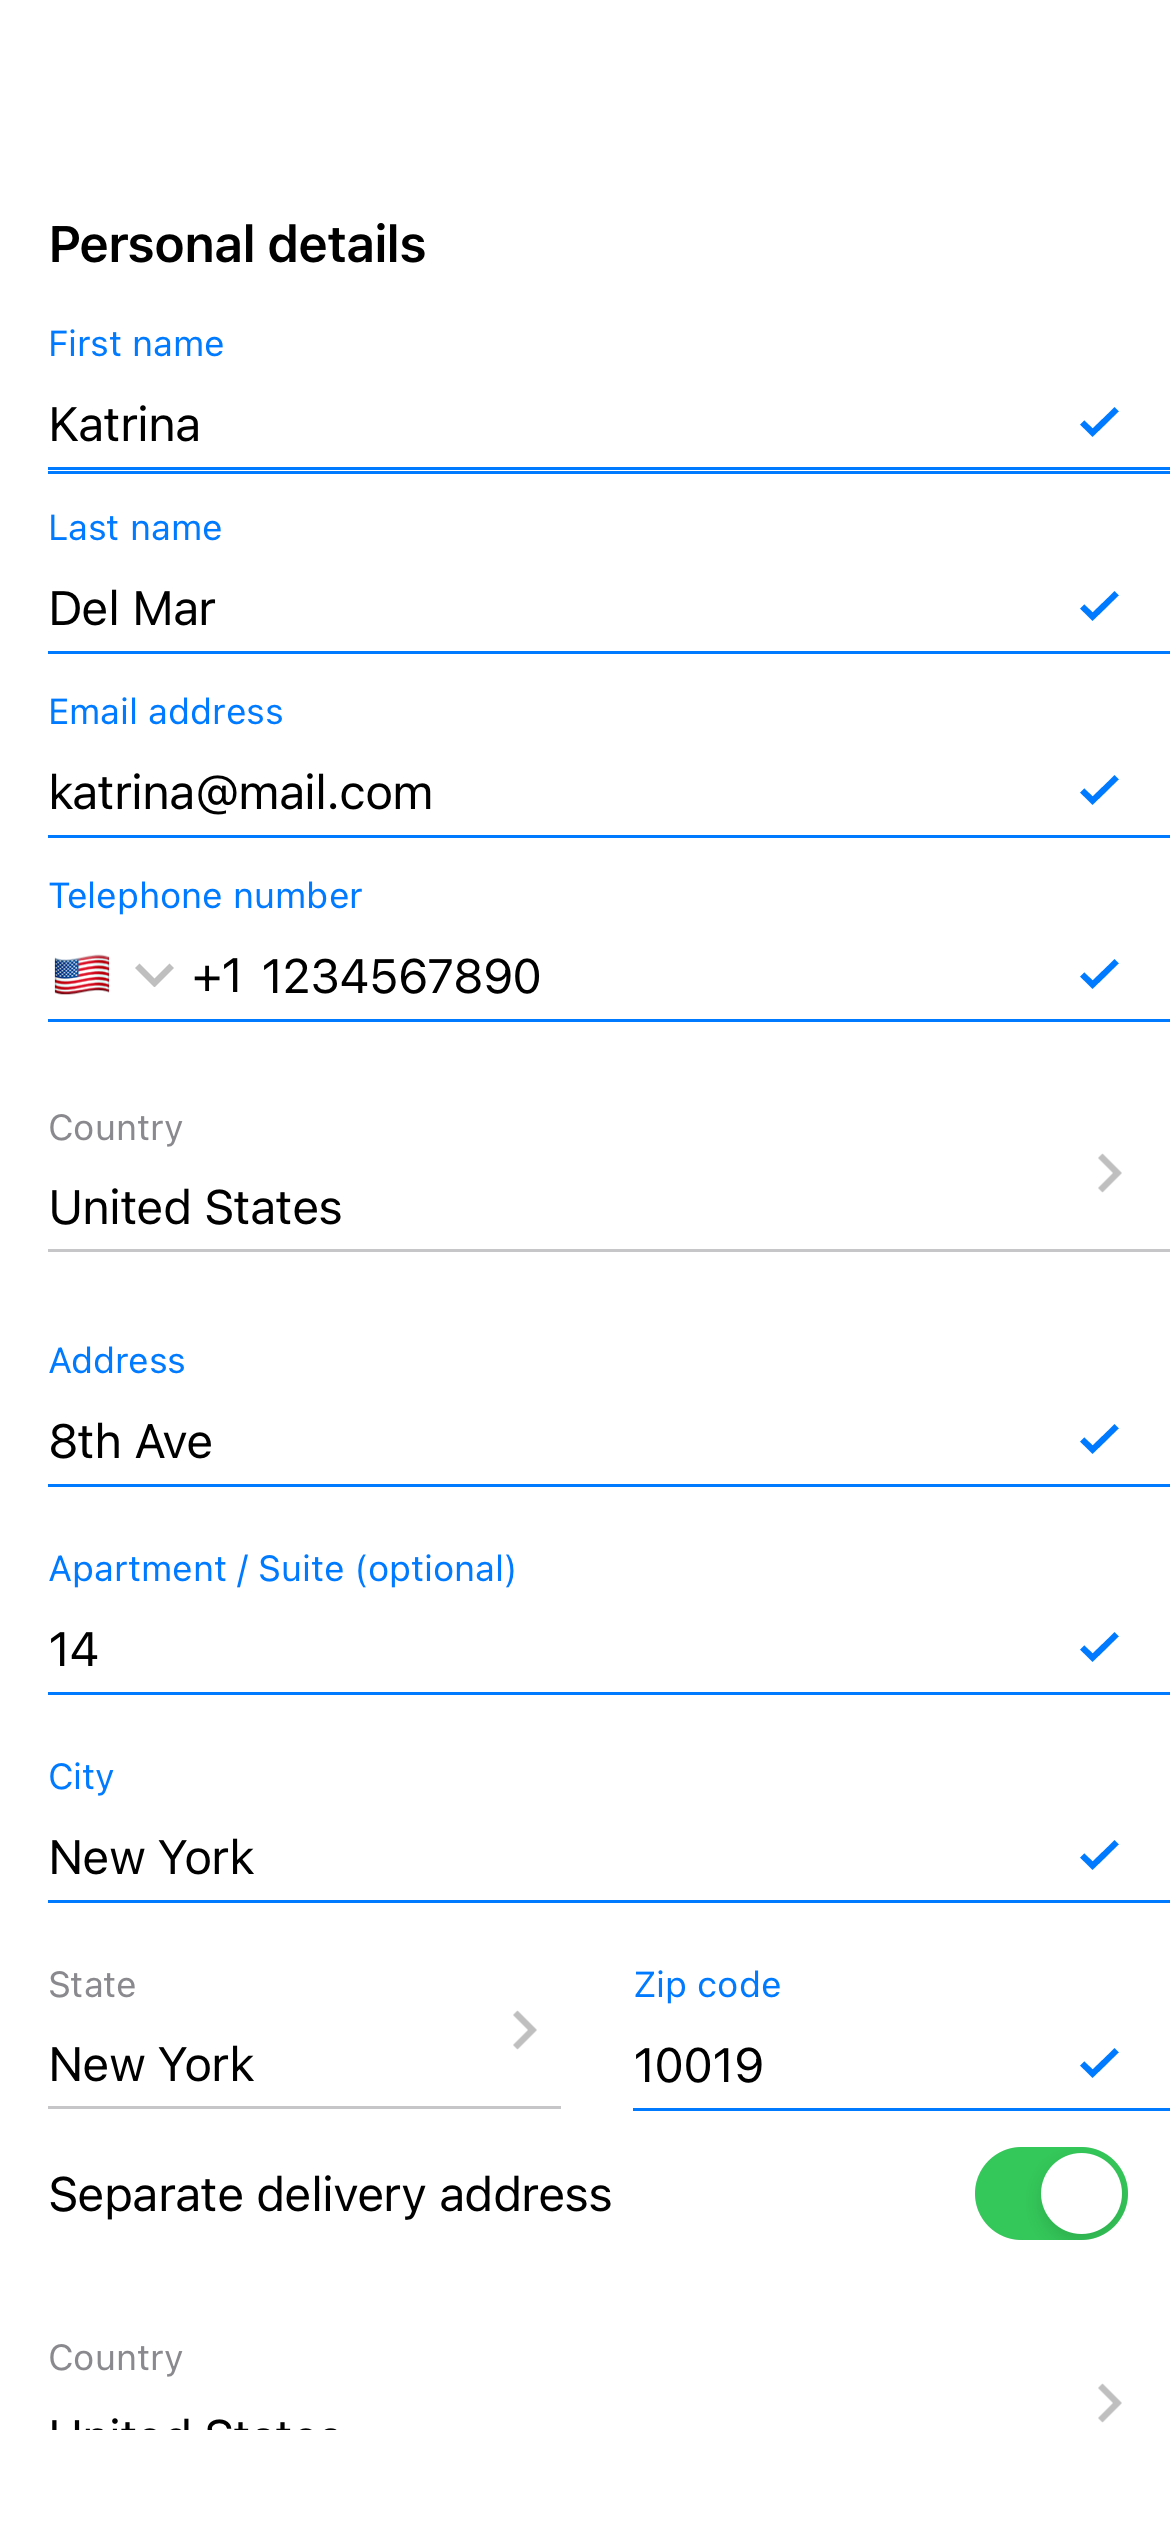 Personal details
First name
Katrina
Last name
Del Mar
Email address
katrina@mail.com
Telephone number
+1 1234567890
Country
United States
Address
8th Ave
Apartment / Suite (optional)
14
City
New York
State
New York
Zip code
10019
Separate delivery address
Country
United States